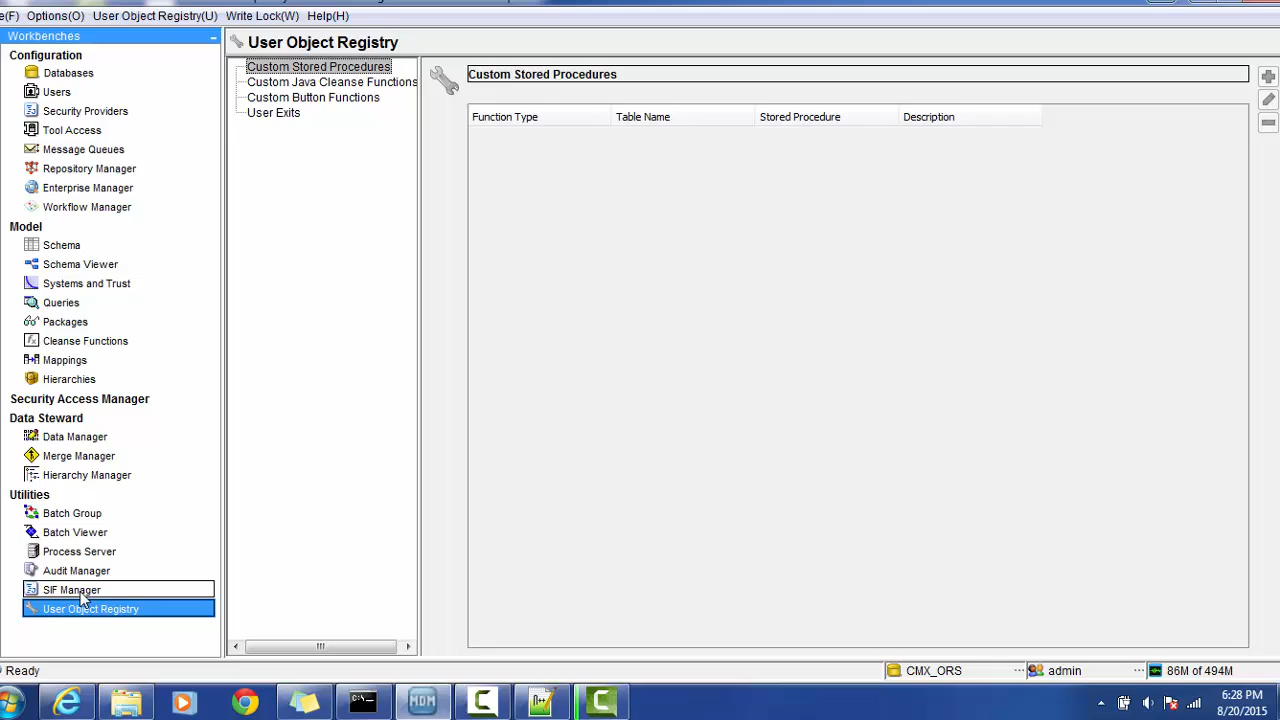 e(F) Options(O) User Object Registry(U) Write Lock(W) Help(H)
Workbenches
Configuration
Databases
Users
Security Providers
Tool Access
Message Queues
Repository Manager
Enterprise Manager
Workflow Manager
Model
Schema
Schema Viewer
Systems and Trust
Queries
Packages
Cleanse Functions
Mappings
Hierarchies
Security Access Manager
Data Steward
Data Manager
Merge Manager
Hierarchy Manager
Utilities
Batch Group
Batch Viewer
Process Server
Audit Manager
SIF Manager
User Object Registry
User Object Registry
Custom Stored Procedures
Custom Java Cleanse Functions
Custom Button Functions
User Exits
Custom Stored Procedures
Function Type Table Name Stored Procedure Description
Ready CMX_ORS admin 86M of 494M
MDM
6:28 PM
8/20/2015